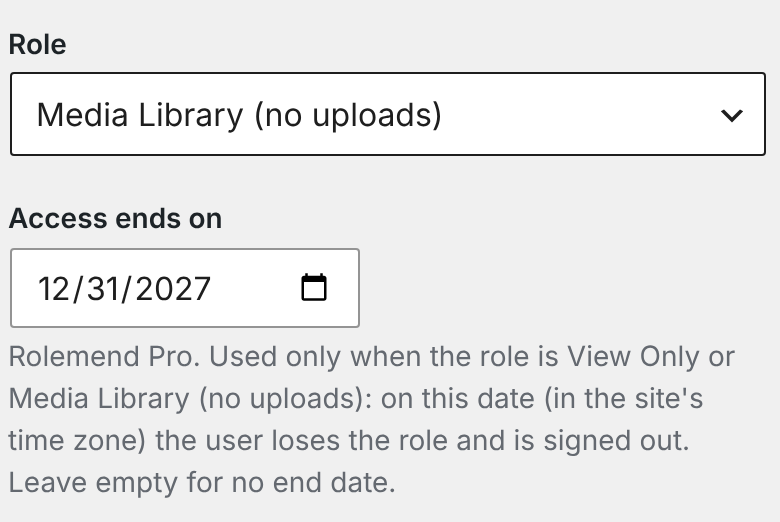 Role
Media Library (no uploads)
Access ends on
12/31/2027
Rolemend Pro. Used only when the role is View Only or
Media Library (no uploads): on this date (in the site's
time zone) the user loses the role and is signed out.
Leave empty for no end date.